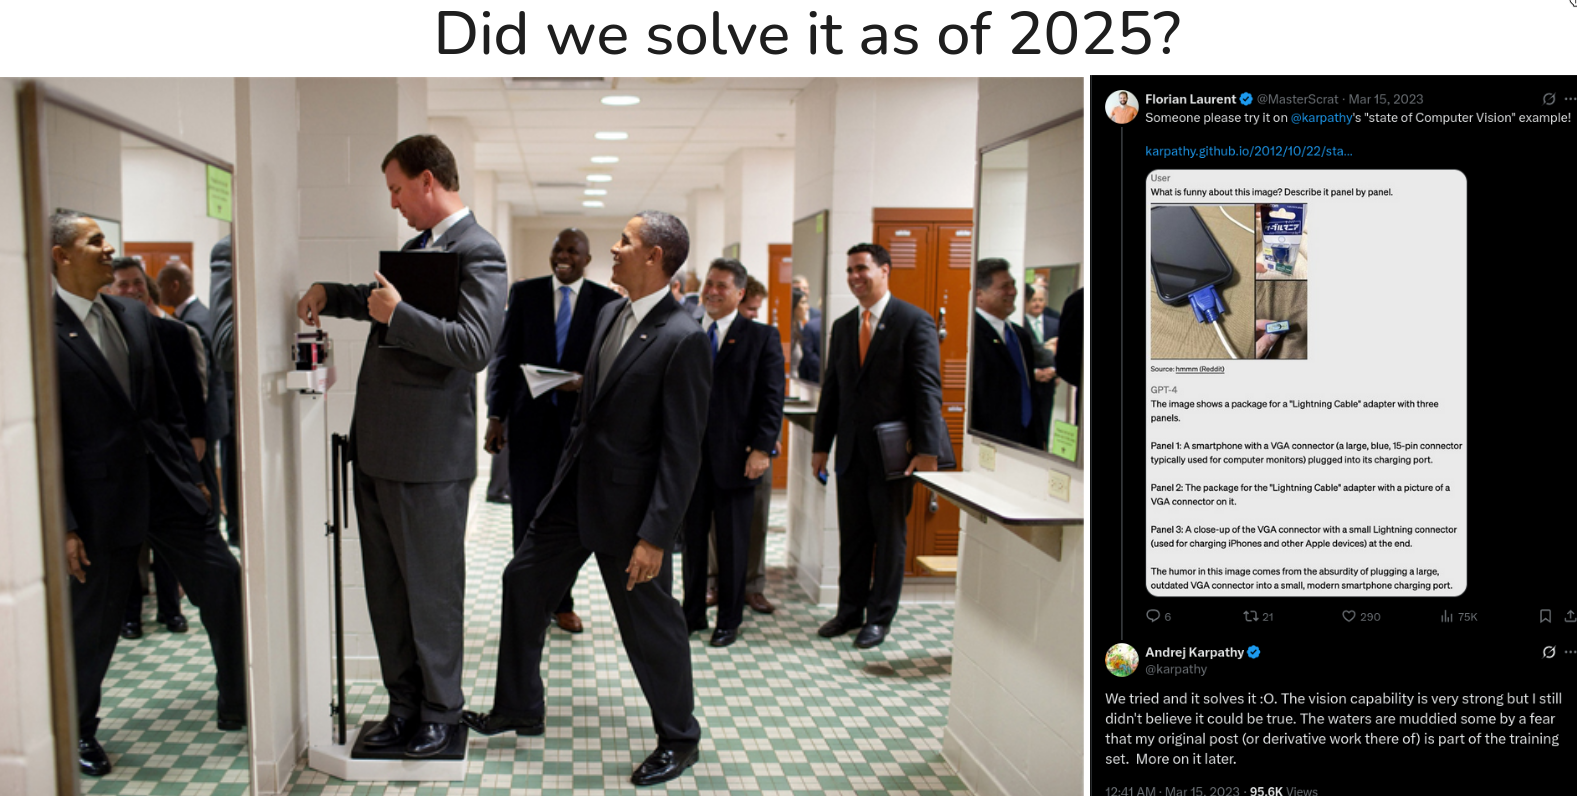 Did we solve it as of 2025?
Florian Laurent @MasterScrat · Mar 15, 2023
Someone please try it on @karpathy's "state of Computer Vision" example!
karpathy.github.io/2012/10/22/sta...
User
What is funny about this image? Describe it panel by panel.
Source: hmmm (Reddit)
GPT-4
The image shows a package for a "Lightning Cable" adapter with three
panels.
Panel 1: A smartphone with a VGA connector (a large, blue, 15-pin connector
typically used for computer monitors) plugged into its charging port.
Panel 2: The package for the "Lightning Cable" adapter with a picture of a
VGA connector on it.
Panel 3: A close-up of the VGA connector with a small Lightning connector
(used for charging iPhones and other Apple devices) at the end.
The humor in this image comes from the absurdity of plugging a large,
outdated VGA connector into a small, modern smartphone charging port.
6 21 290 75K
Andrej Karpathy
@karpathy
We tried and it solves it :O. The vision capability is very strong but I still
didn't believe it could be true. The waters are muddied some by a fear
that my original post (or derivative work there of) is part of the training
set. More on it later.
12:41 AM · Mar 15, 2023 · 95.6K Views